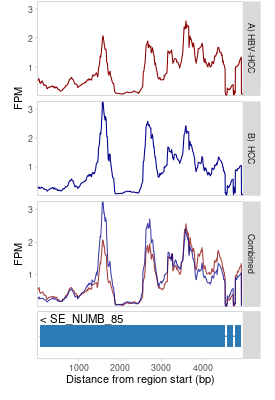 3
2
1
FPM
A) HBV-HCC
3
2
1
FPM
B) HCC
3
2
1
FPM
Combined
< SE_NUMB_85
1000 2000 3000 4000
Distance from region start (bp)